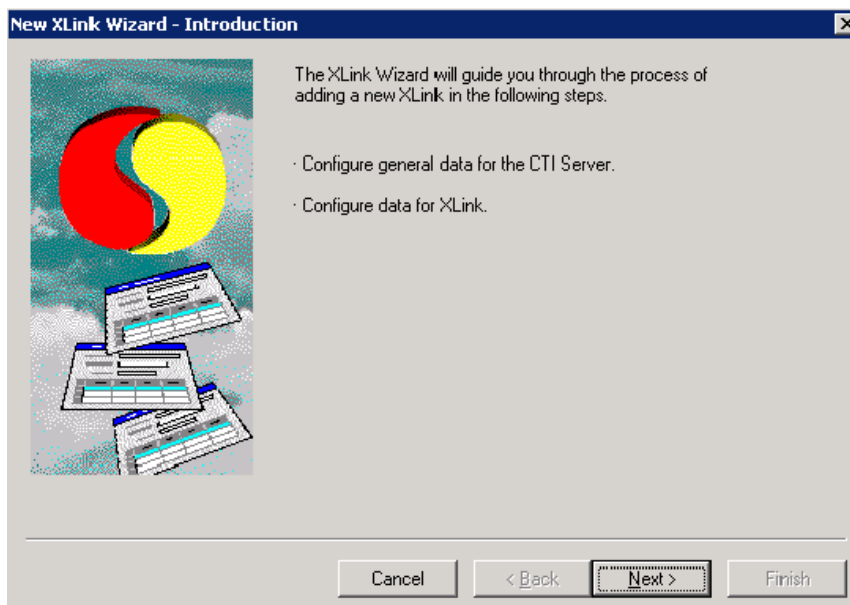 New XLink Wizard - Introduction
The XLink Wizard will guide you through the process of
adding a new XLink in the following steps.
· Configure general data for the CTI Server.
· Configure data for XLink.
Cancel
< Back
Next >
Finish